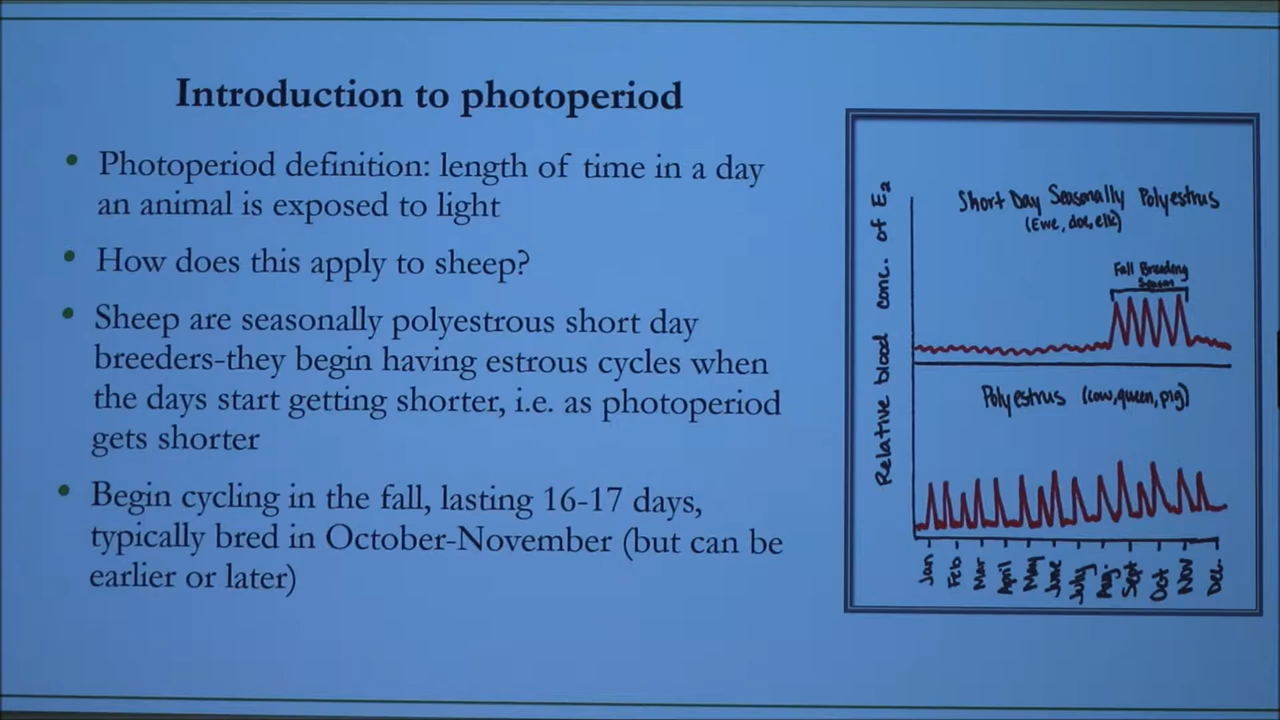 Introduction to photoperiod
• Photoperiod definition: length of time in a day
an animal is exposed to light
• How does this apply to sheep?
• Sheep are seasonally polyestrous short day
breeders-they begin having estrous cycles when
the days start getting shorter, i.e. as photoperiod
gets shorter
• Begin cycling in the fall, lasting 16-17 days,
typically bred in October-November (but can be
earlier or later)
Relative blood conc. of E2
Short Day Seasonally Polyestrus
(Ewe, doe, elk)
Fall Breeding
Season
Polyestrus (cow, queen, pig)
Jan
Feb
Mar
April
May
June
July
Aug
Sept
Oct
Nov
Dec